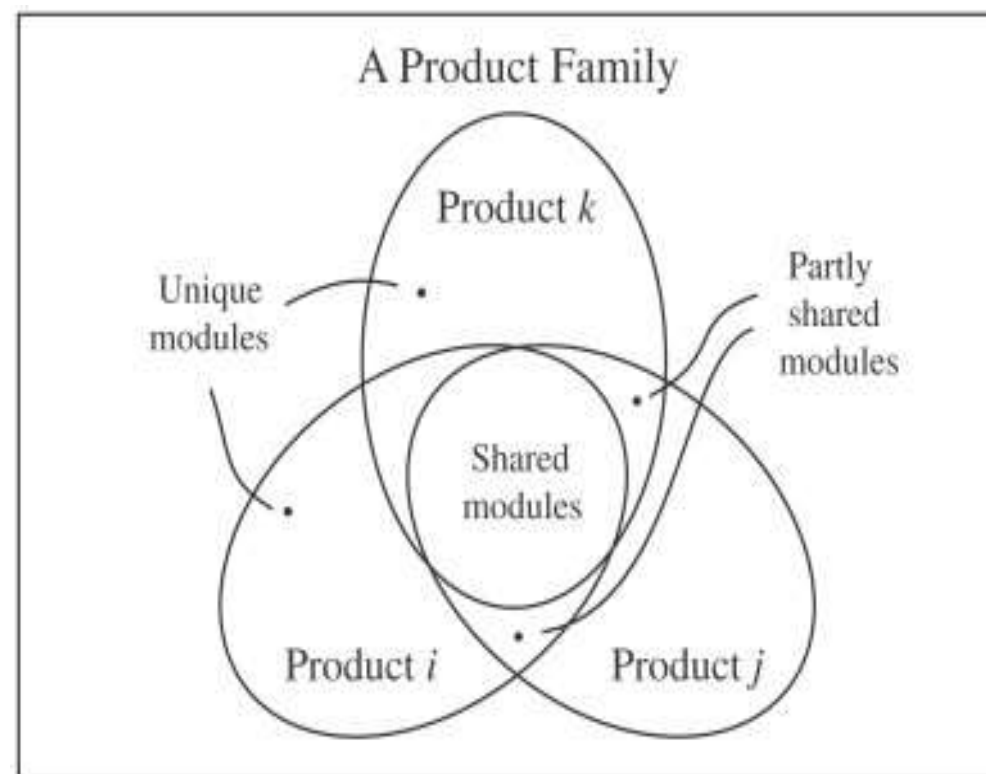 A Product Family
Product k
Unique
modules
Partly
shared
modules
Shared
modules
Product i
Product j